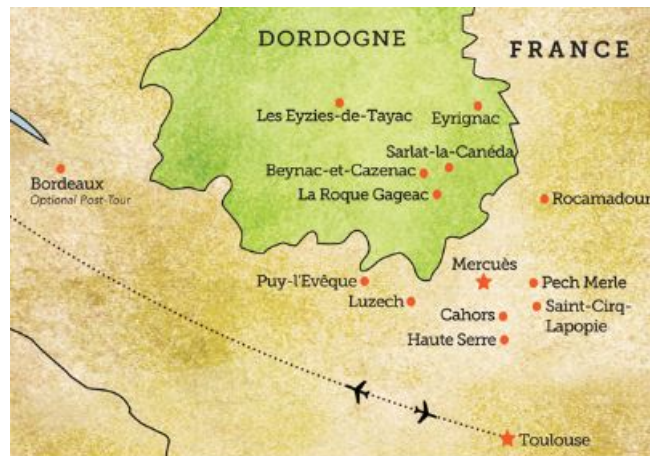 DORDOGNE
FRANCE
Les Eyzies-de-Tayac
Eyrignac
Sarlat-la-Canéda
Beynac-et-Cazenac
Bordeaux
Optional Post-Tour
La Roque Gageac
Rocamadour
Mercuès
Puy-l'Evêque
Pech Merle
Luzech
Saint-Cirq-
Lapopie
Cahors
Haute Serre
Toulouse